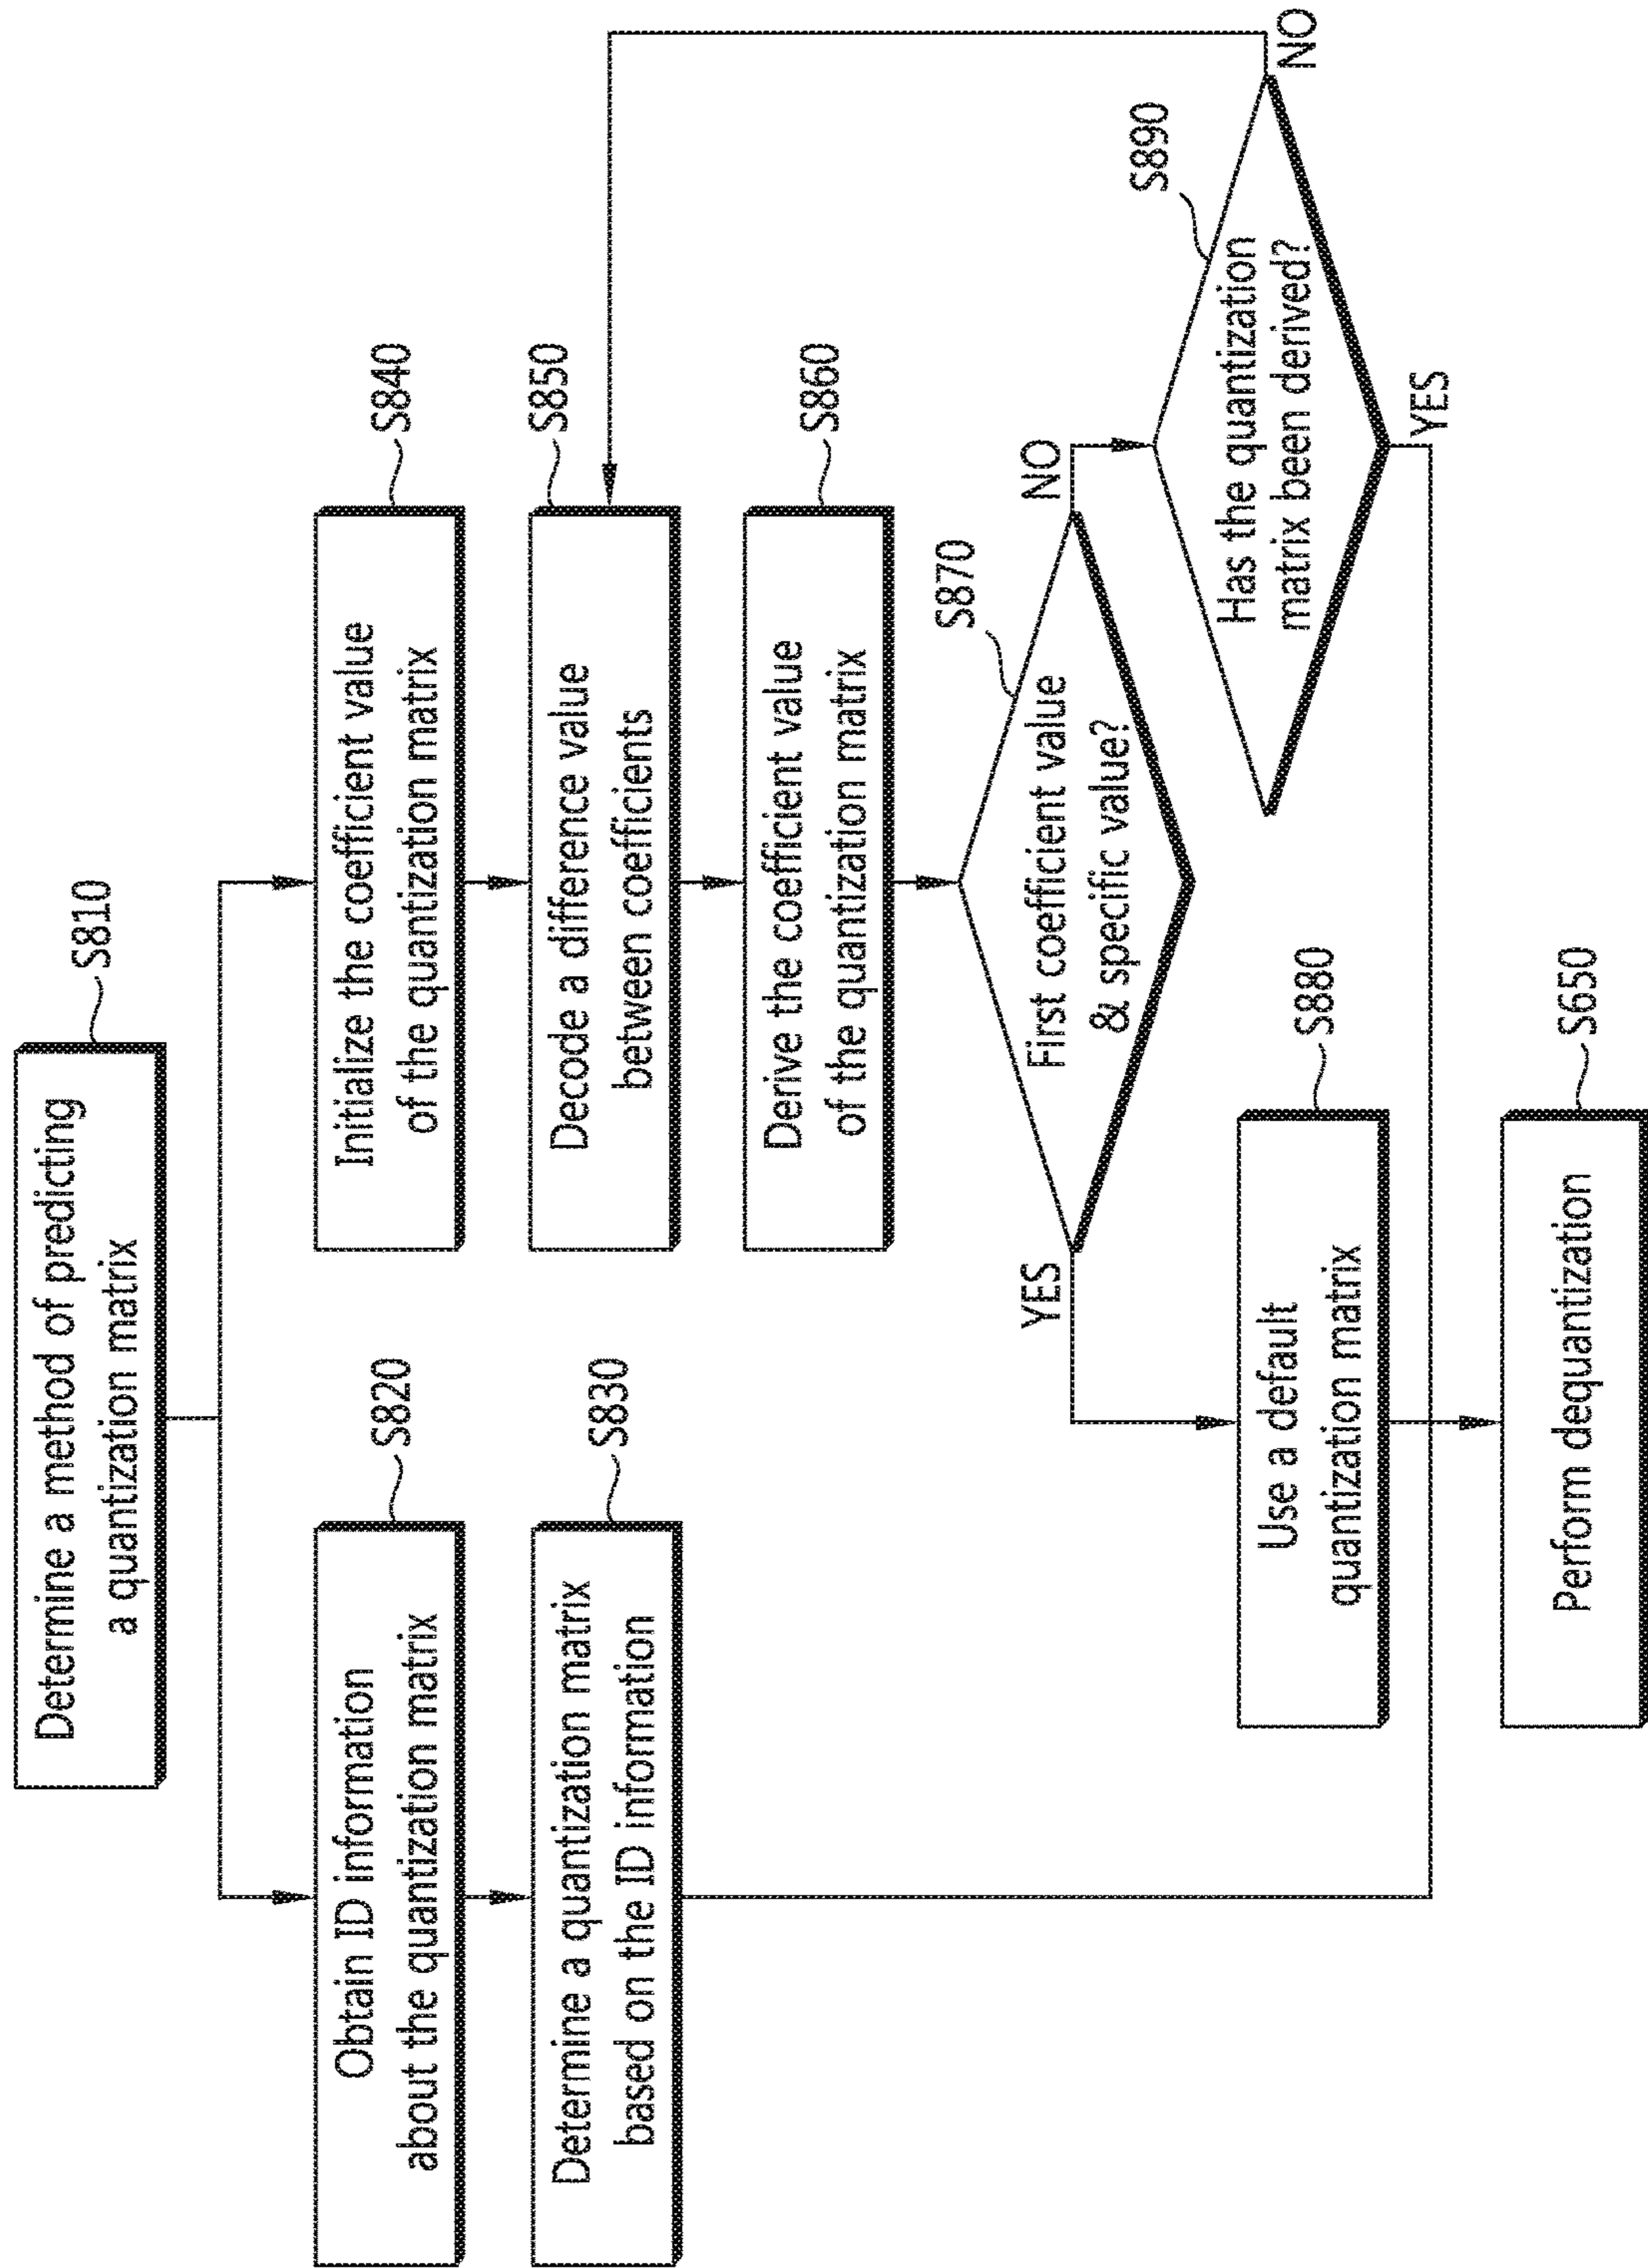 Determine a method of predicting
a quantization matrix
S810
Obtain ID information
about the quantization matrix
S820
Determine a quantization matrix
based on the ID information
S830
Initialize the coefficient value
of the quantization matrix
S840
Decode a difference value
between coefficients
S850
Derive the coefficient value
of the quantization matrix
S860
First coefficient value
& specific value?
S870
YES
NO
Use a default
quantization matrix
S880
Has the quantization
matrix been derived?
S890
NO
YES
Perform dequantization
S650